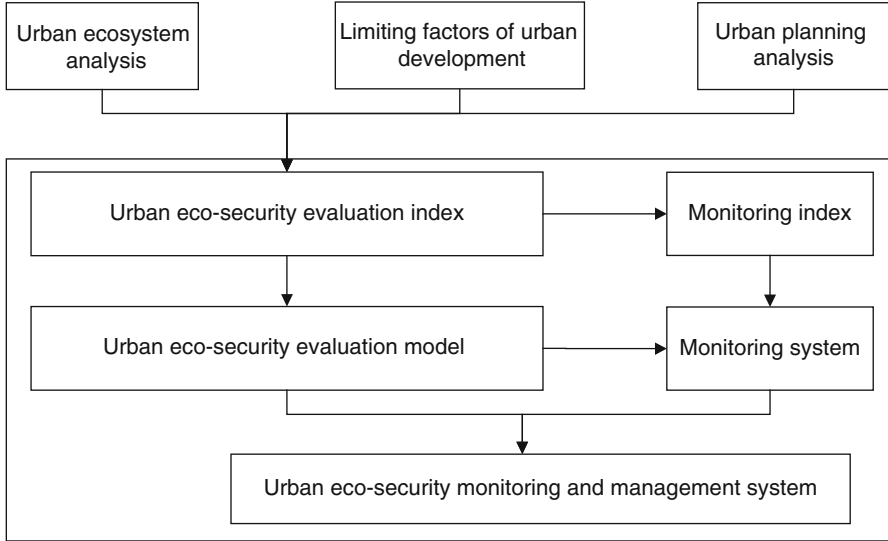 Urban ecosystem
analysis
Limiting factors of urban
development
Urban planning
analysis
Urban eco-security evaluation index
Monitoring index
Urban eco-security evaluation model
Monitoring system
Urban eco-security monitoring and management system